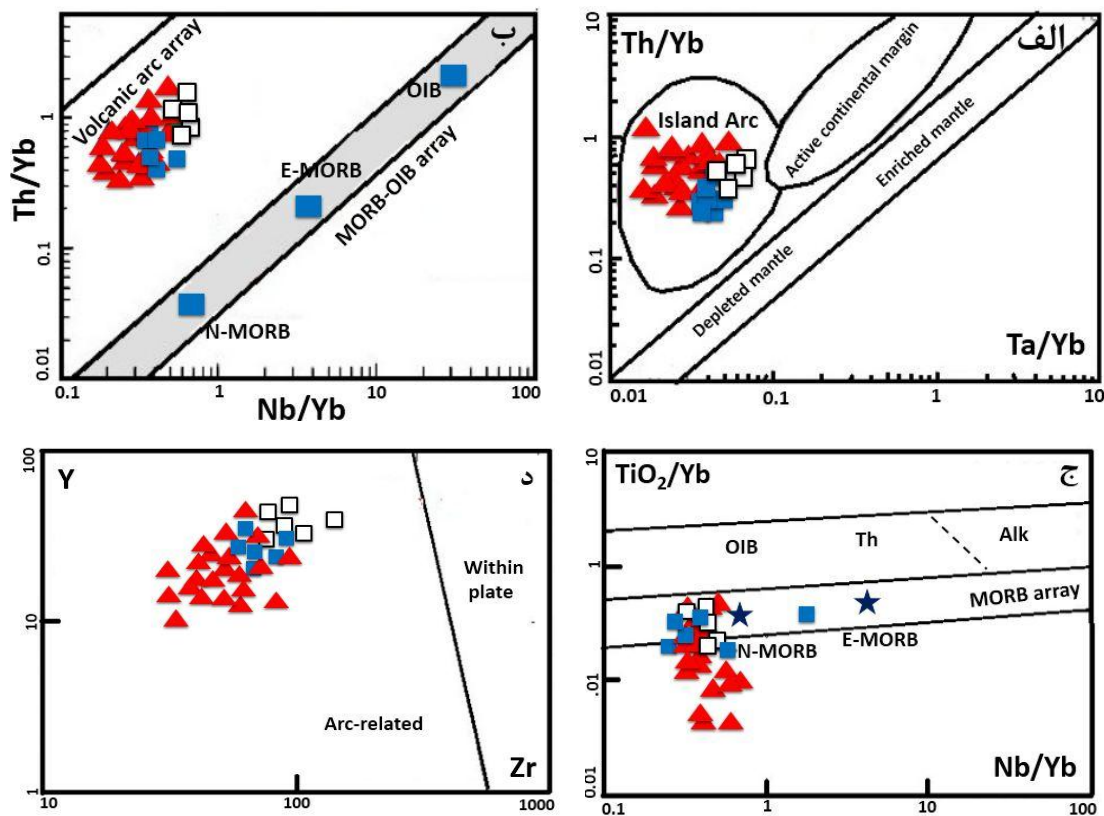 ب
Th/Yb
1
0.1
0.01
Volcanic arc array
OIB
E-MORB
MORB-OIB array
N-MORB
0.1
1
10
100
Nb/Yb
الف
Th/Yb
10
1
0.1
0.01
Island Arc
Active continental margin
Enriched mantle
Depleted mantle
Ta/Yb
0.01
0.1
1
10
د
Y
100
10
1
Within
plate
Arc-related
Zr
10
100
1000
ج
TiO₂/Yb
10
1
.01
0.01
OIB
Th
Alk
MORB array
E-MORB
N-MORB
Nb/Yb
0.1
1
10
100